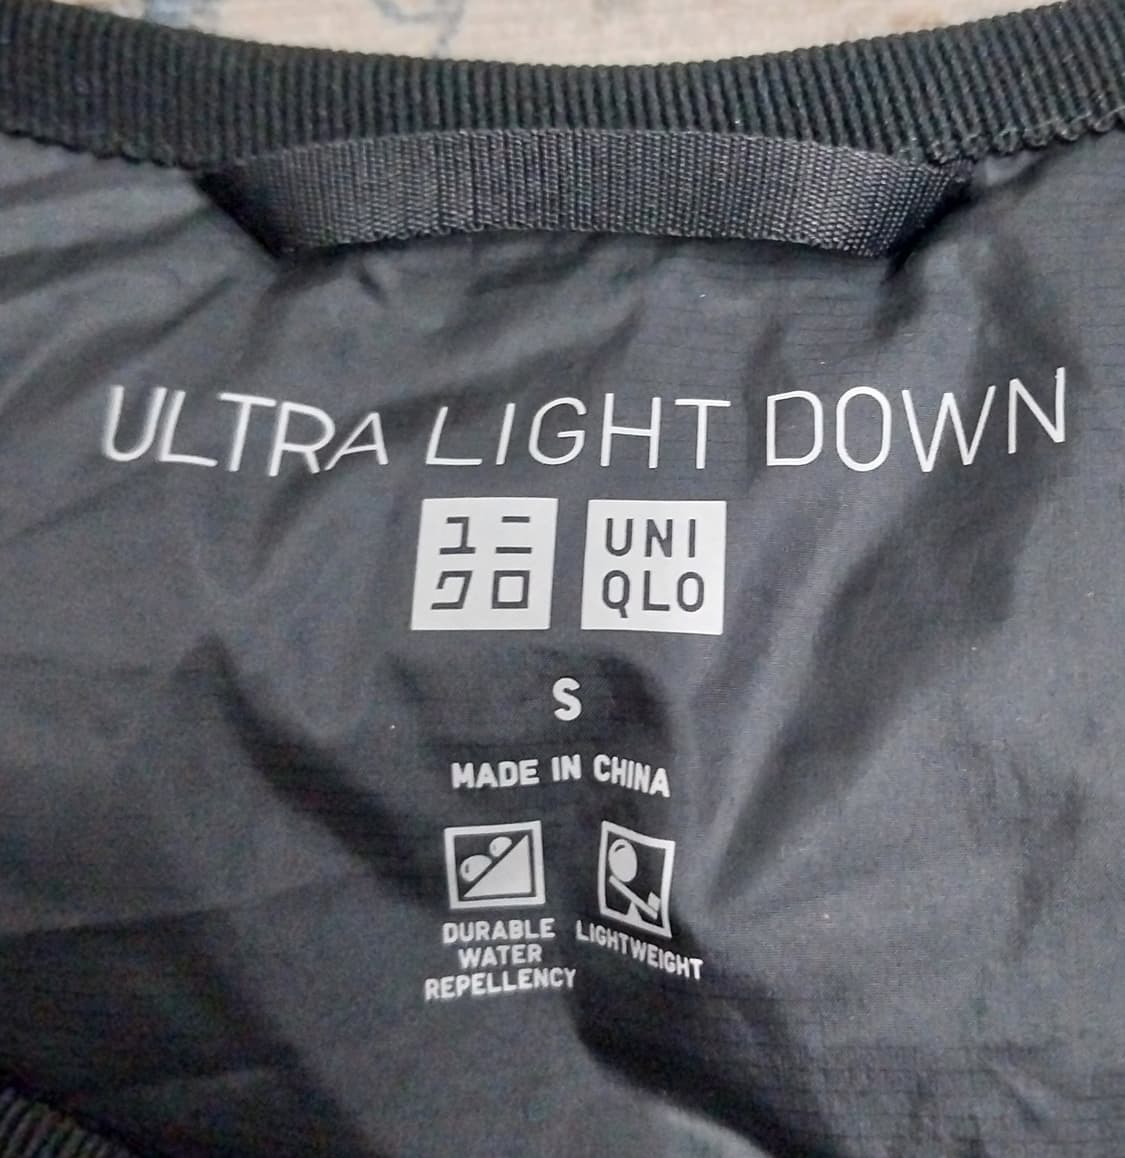 ULTRA LIGHT DOWN
ユニ
クロ
UNI
QLO
S
MADE IN CHINA
DURABLE
WATER
REPELLENCY
LIGHTWEIGHT